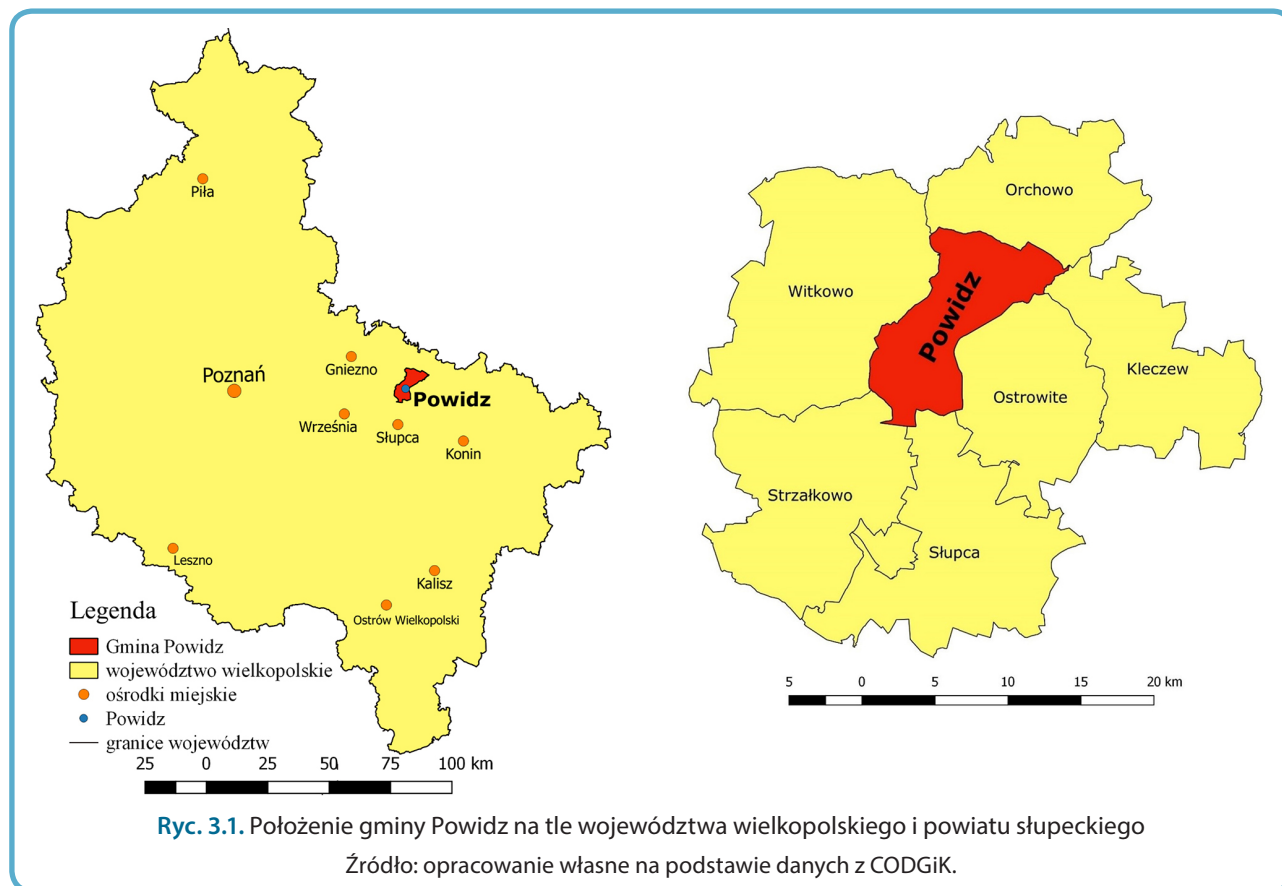 Piła
Poznań
Gniezno
Powidz
Września
Słupca
Konin
Leszno
Kalisz
Ostrów Wielkopolski
Legenda
Gmina Powidz
województwo wielkopolskie
ośrodki miejskie
Powidz
granice województw
25 0 25 50 75 100 km
Orchowo
Witkowo
Powidz
Kleczew
Ostrowite
Strzałkowo
Słupca
5 0 5 10 15 20 km
Ryc. 3.1. Położenie gminy Powidz na tle województwa wielkopolskiego i powiatu słupeckiego
Źródło: opracowanie własne na podstawie danych z CODGiK.